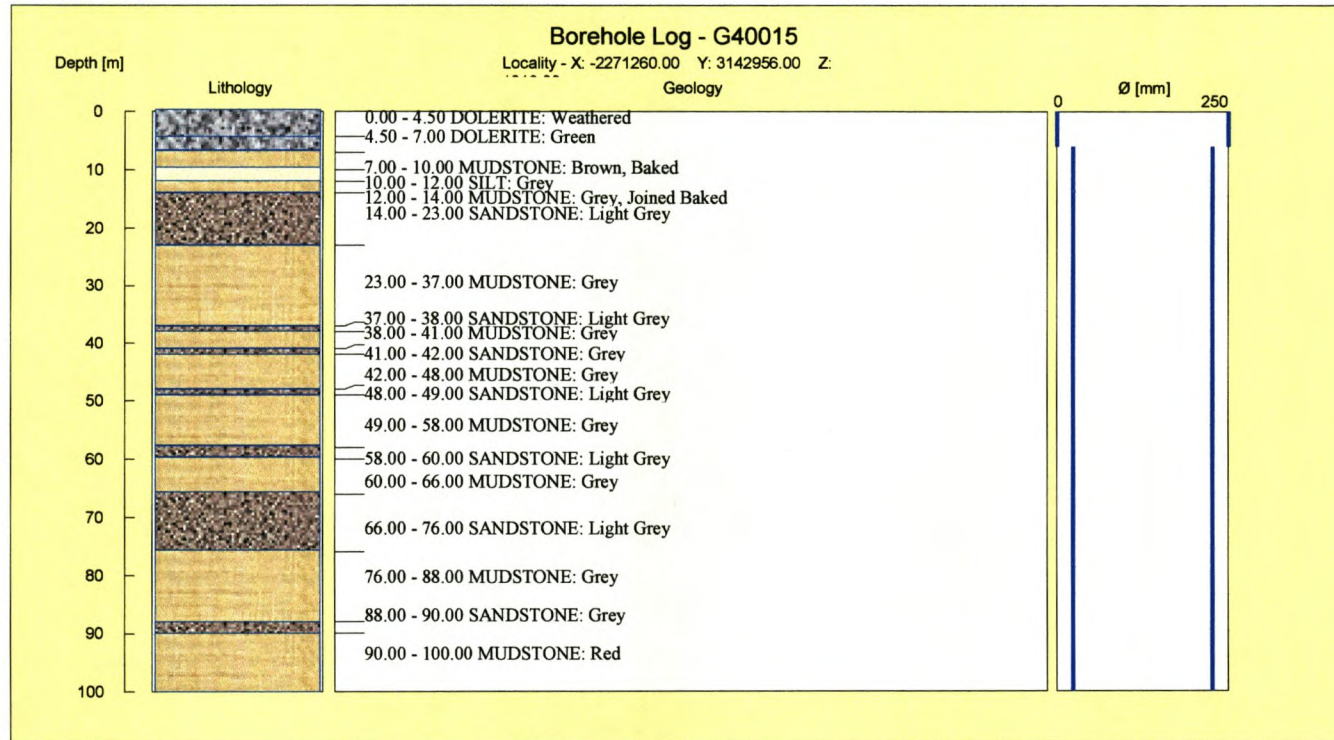 Borehole Log - G40015
Depth [m]
Locality - X: -2271260.00 Y: 3142956.00 Z:
Lithology
Geology
Ø [mm]
0
250
0
10
20
30
40
50
60
70
80
90
100
0.00 - 4.50 DOLERITE: Weathered
4.50 - 7.00 DOLERITE: Green
7.00 - 10.00 MUDSTONE: Brown, Baked
10.00 - 12.00 SILT: Grey
12.00 - 14.00 MUDSTONE: Grey, Joined Baked
14.00 - 23.00 SANDSTONE: Light Grey
23.00 - 37.00 MUDSTONE: Grey
37.00 - 38.00 SANDSTONE: Light Grey
38.00 - 41.00 MUDSTONE: Grey
41.00 - 42.00 SANDSTONE: Grey
42.00 - 48.00 MUDSTONE: Grey
48.00 - 49.00 SANDSTONE: Light Grey
49.00 - 58.00 MUDSTONE: Grey
58.00 - 60.00 SANDSTONE: Light Grey
60.00 - 66.00 MUDSTONE: Grey
66.00 - 76.00 SANDSTONE: Light Grey
76.00 - 88.00 MUDSTONE: Grey
88.00 - 90.00 SANDSTONE: Grey
90.00 - 100.00 MUDSTONE: Red